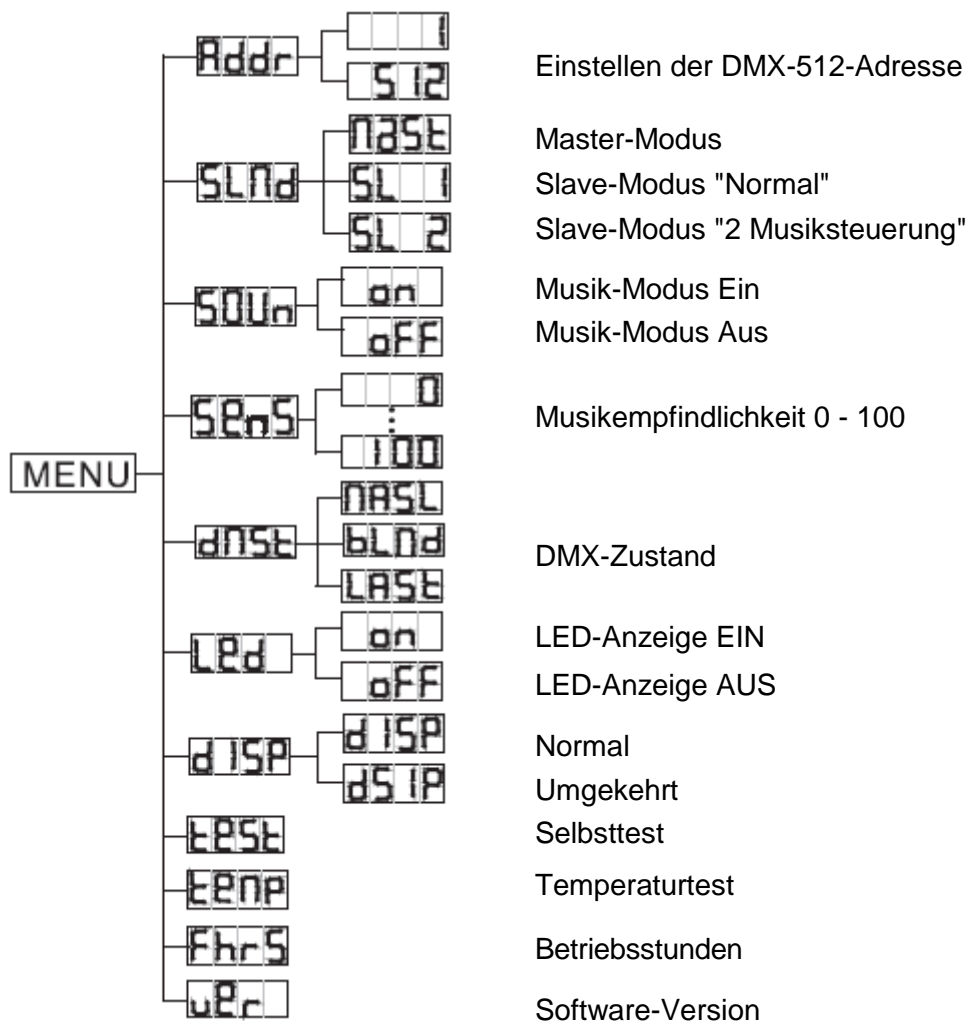 1
Addr
512
Einstellen der DMX-512-Adresse
MASt
Master-Modus
SLMd
SL 1
Slave-Modus "Normal"
SL 2
Slave-Modus "2 Musiksteuerung"
on
Musik-Modus Ein
SOUn
oFF
Musik-Modus Aus
0
SenS
Musikempfindlichkeit 0 - 100
100
MENU
MASL
dMSt
bLMd
DMX-Zustand
LASt
on
LED-Anzeige EIN
Led
oFF
LED-Anzeige AUS
dISP
dISP
Normal
dSIP
Umgekehrt
teSt
Selbsttest
temp
Temperaturtest
FhrS
Betriebsstunden
ver
Software-Version